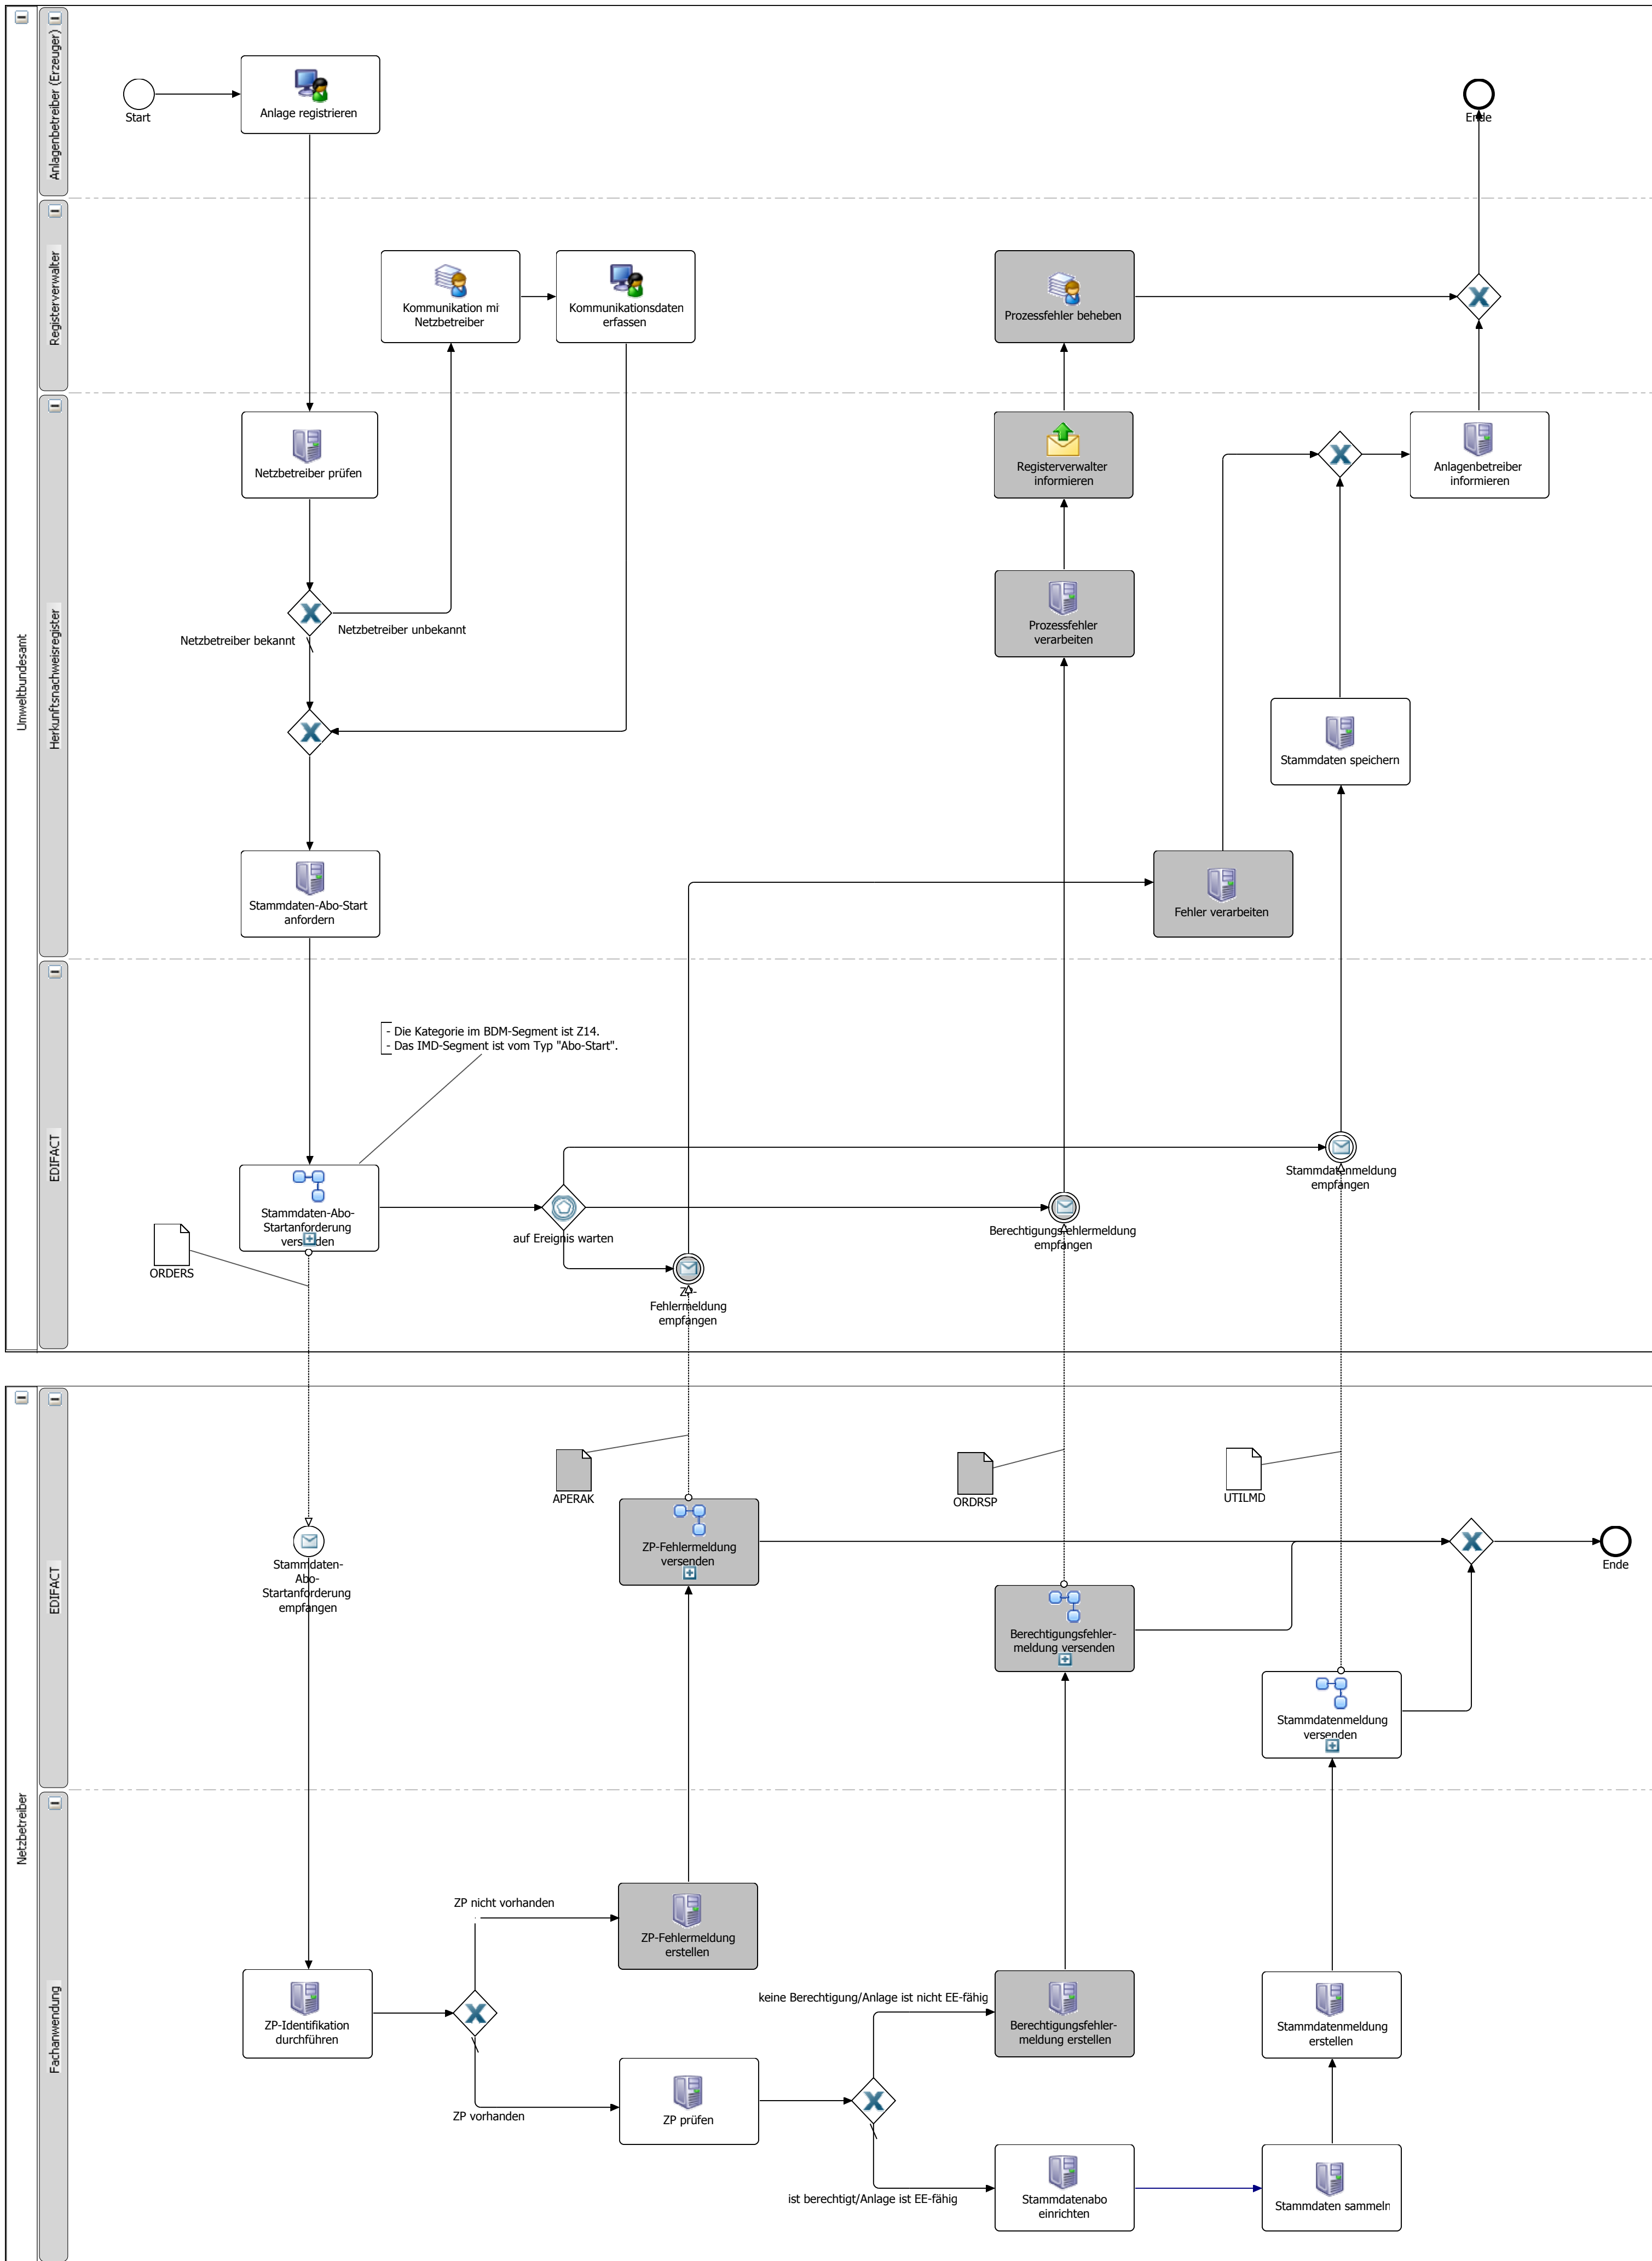 Umweltbundesamt
Anlagenbetreiber (Erzeuger)
Start
Anlage registrieren
Ende
Registerverwalter
Kommunikation mi
Netzbetreiber
Kommunikationsdaten
erfassen
Prozessfehler beheben
Herkunftsnachweisregister
Netzbetreiber prüfen
Registerverwalter
informieren
Anlagenbetreiber
informieren
Netzbetreiber bekannt
Netzbetreiber unbekannt
Prozessfehler
verarbeiten
Stammdaten speichern
Stammdaten-Abo-Start
anfordern
Fehler verarbeiten
EDIFACT
- Die Kategorie im BDM-Segment ist Z14.
- Das IMD-Segment ist vom Typ "Abo-Start".
Stammdaten-Abo-
Startanforderung
versenden
auf Ereignis warten
ORDERS
ZP-
Fehlermeldung
empfangen
Berechtigungsfehlermeldung
empfangen
Stammdatenmeldung
empfangen
Netzbetreiber
EDIFACT
APERAK
ORDRSP
UTILMD
Stammdaten-
Abo-
Startanforderung
empfangen
ZP-Fehlermeldung
versenden
Berechtigungsfehler-
meldung versenden
Stammdatenmeldung
versenden
Ende
Fachanwendung
ZP nicht vorhanden
ZP-Fehlermeldung
erstellen
ZP-Identifikation
durchführen
ZP vorhanden
ZP prüfen
keine Berechtigung/Anlage ist nicht EE-fähig
Berechtigungsfehler-
meldung erstellen
Stammdatenmeldung
erstellen
ist berechtigt/Anlage ist EE-fähig
Stammdatenabo
einrichten
Stammdaten sammeln